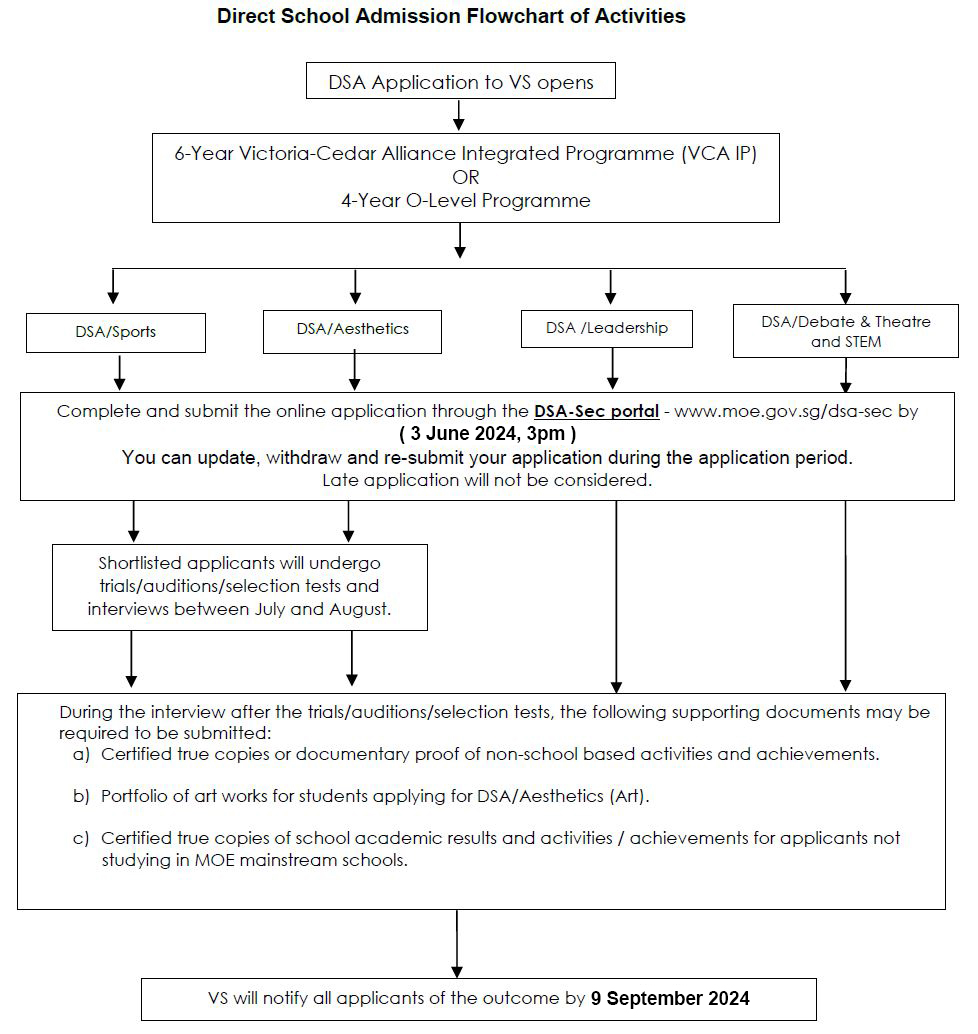 Direct School Admission Flowchart of Activities
DSA Application to VS opens
6-Year Victoria-Cedar Alliance Integrated Programme (VCA IP)
OR
4-Year O-Level Programme
DSA/Sports
DSA/Aesthetics
DSA /Leadership
DSA/Debate & Theatre
and STEM
Complete and submit the online application through the DSA-Sec portal - www.moe.gov.sg/dsa-sec by
( 3 June 2024, 3pm )
You can update, withdraw and re-submit your application during the application period.
Late application will not be considered.
Shortlisted applicants will undergo
trials/auditions/selection tests and
interviews between July and August.
During the interview after the trials/auditions/selection tests, the following supporting documents may be
required to be submitted:
a) Certified true copies or documentary proof of non-school based activities and achievements.
b) Portfolio of art works for students applying for DSA/Aesthetics (Art).
c) Certified true copies of school academic results and activities / achievements for applicants not
studying in MOE mainstream schools.
VS will notify all applicants of the outcome by 9 September 2024